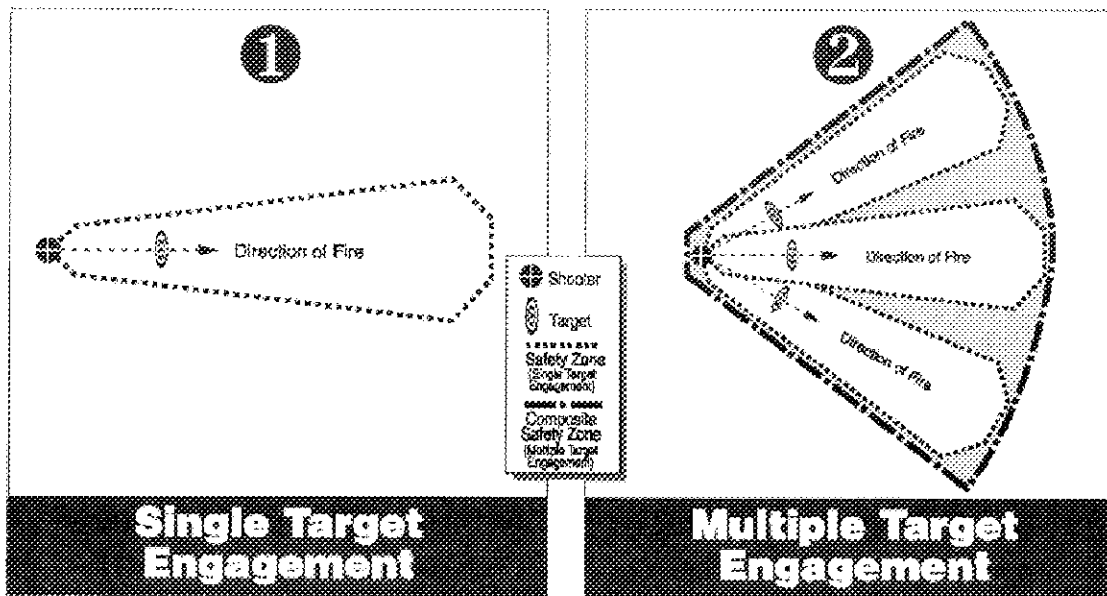 1
Direction of Fire
Single Target
Engagement
Shooter
Target
Safety Zone
(Single Target
Engagement)
Composite
Safety Zone
(Multiple Target
Engagement)
2
Direction of Fire
Direction of Fire
Direction of Fire
Multiple Target
Engagement